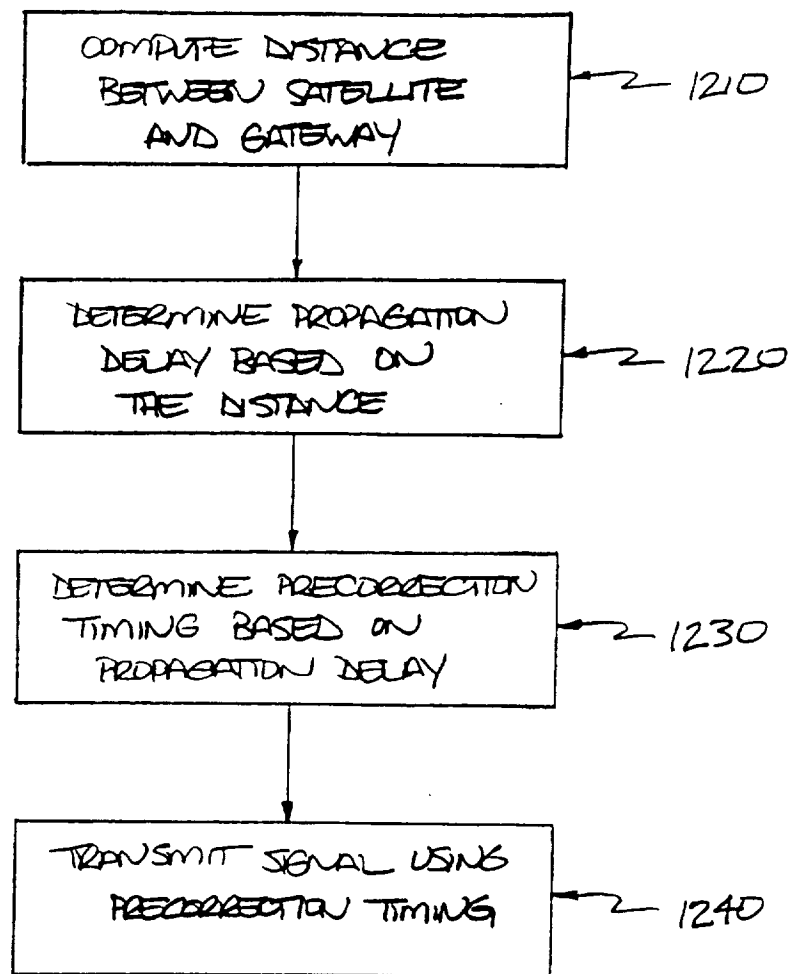 COMPUTE DISTANCE
BETWEEN SATELLITE
AND GATEWAY
1210
DETERMINE PROPAGATION
DELAY BASED ON
THE DISTANCE
1220
DETERMINE PRECORRECTION
TIMING BASED ON
PROPAGATION DELAY
1230
TRANSMIT SIGNAL USING
PRECORRECTION TIMING
1240